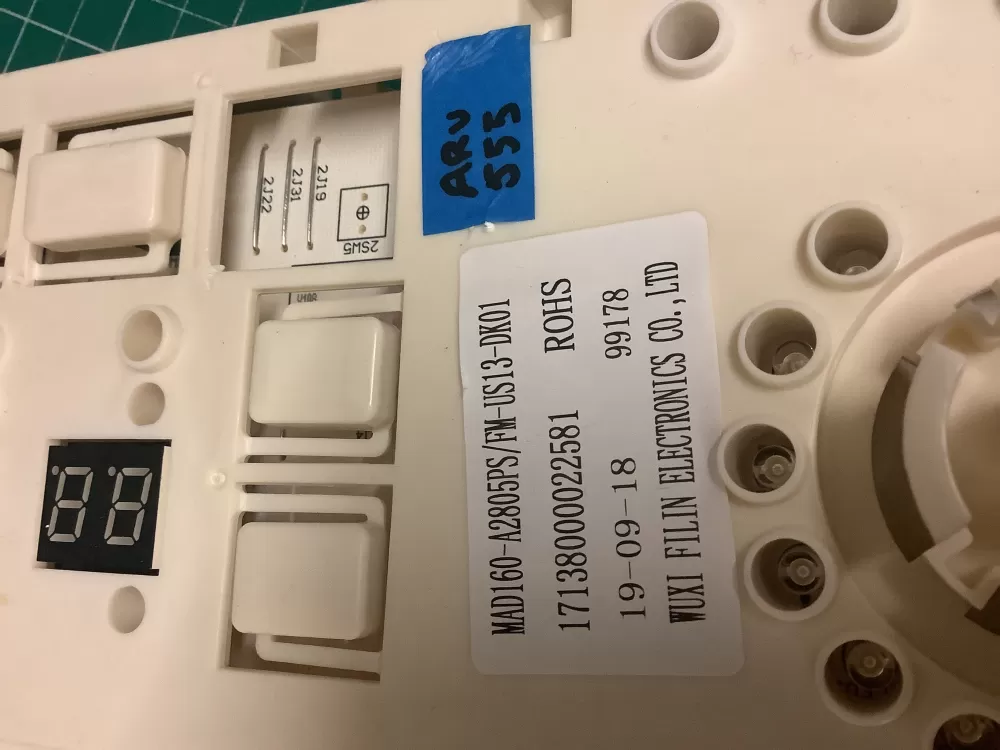 ARU
555
2J19
2J31
2J22
2SW5
MAD160-A2805PS/FM-US13-DK01
17138000022581 ROHS
19-09-18 99178
WUXI FILIN ELECTRONICS CO.,LTD